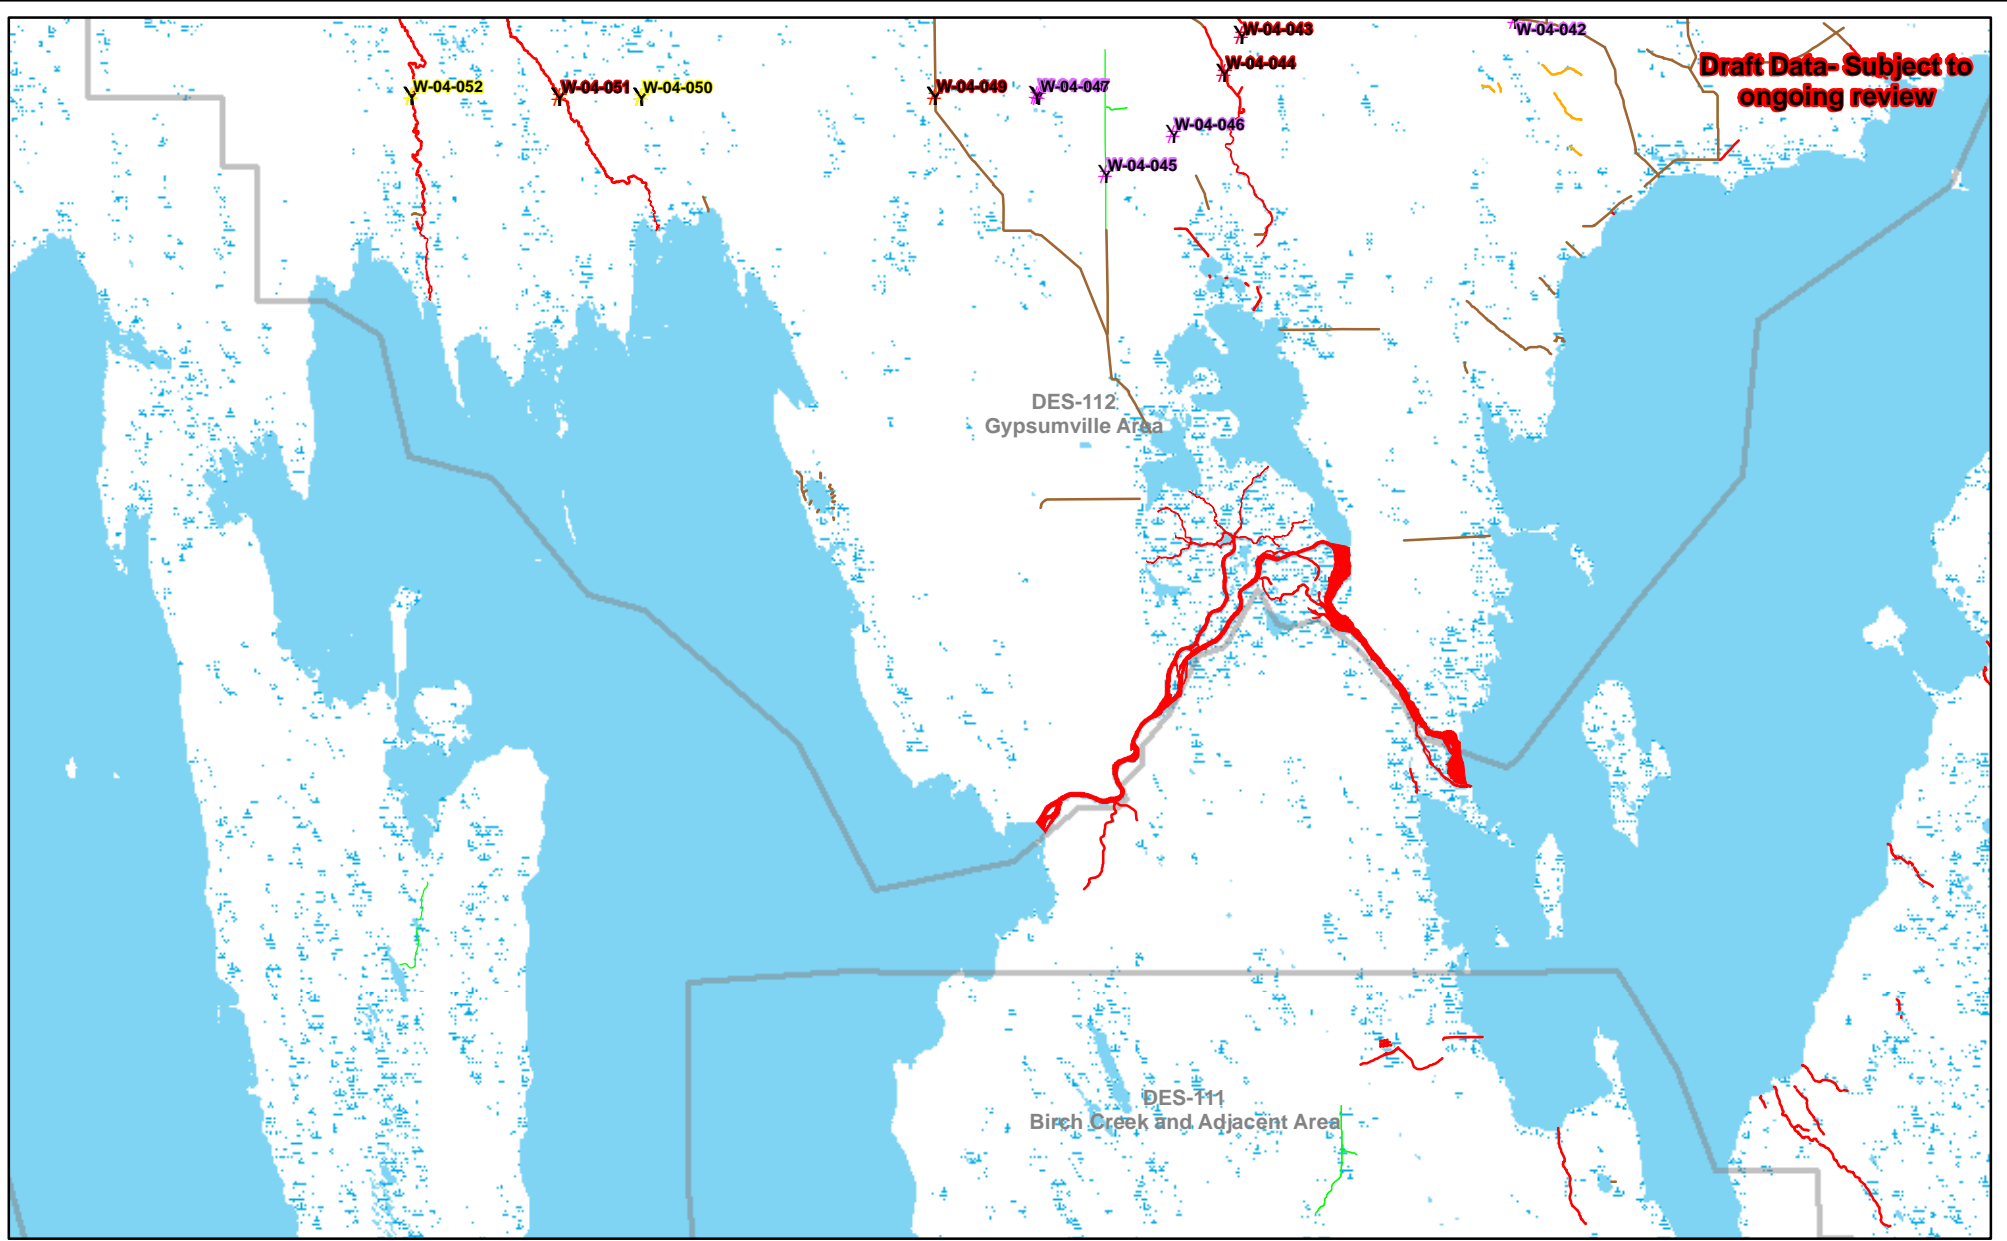 W-04-043
W-04-042
W-04-044
Draft Data- Subject to
ongoing review
W-04-052
W-04-051
W-04-050
W-04-049
W-04-047
W-04-046
W-04-045
DES-112
Gypsumville Area
DES-111
Birch Creek and Adjacent Area